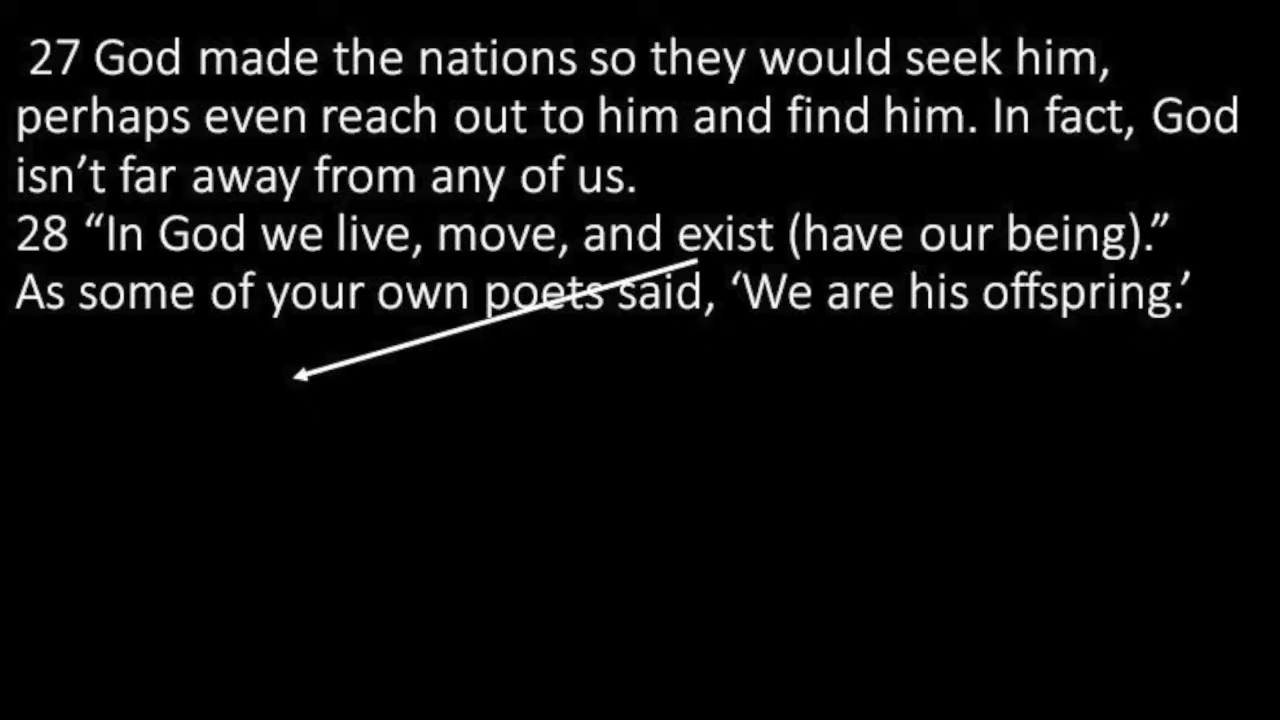 27 God made the nations so they would seek him,
perhaps even reach out to him and find him. In fact, God
isn’t far away from any of us.
28 “In God we live, move, and exist (have our being).”
As some of your own poets said, ‘We are his offspring.’